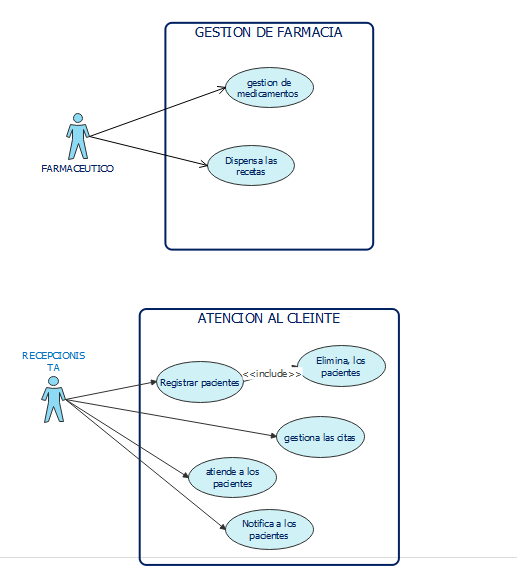 GESTION DE FARMACIA
gestion de
medicamentos
Dispensa las
recetas
FARMACEUTICO
ATENCION AL CLEINTE
RECEPCIONIS
TA
Elimina, los
pacientes
<<include>>
Registrar pacientes
gestiona las citas
atiende a los
pacientes
Notifica a los
pacientes